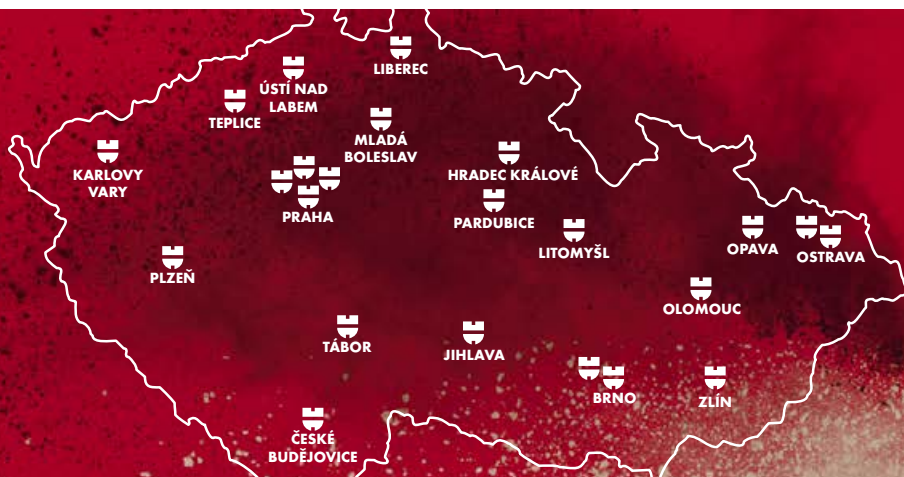 LIBEREC
ÚSTÍ NAD
LABEM
TEPLICE
MLADÁ
BOLESLAV
KARLOVY
VARY
HRADEC KRÁLOVÉ
PRAHA
PARDUBICE
LITOMYŠL
OPAVA
OSTRAVA
PLZEŇ
OLOMOUC
TÁBOR
JIHLAVA
BRNO
ZLÍN
ČESKÉ
BUDĚJOVICE